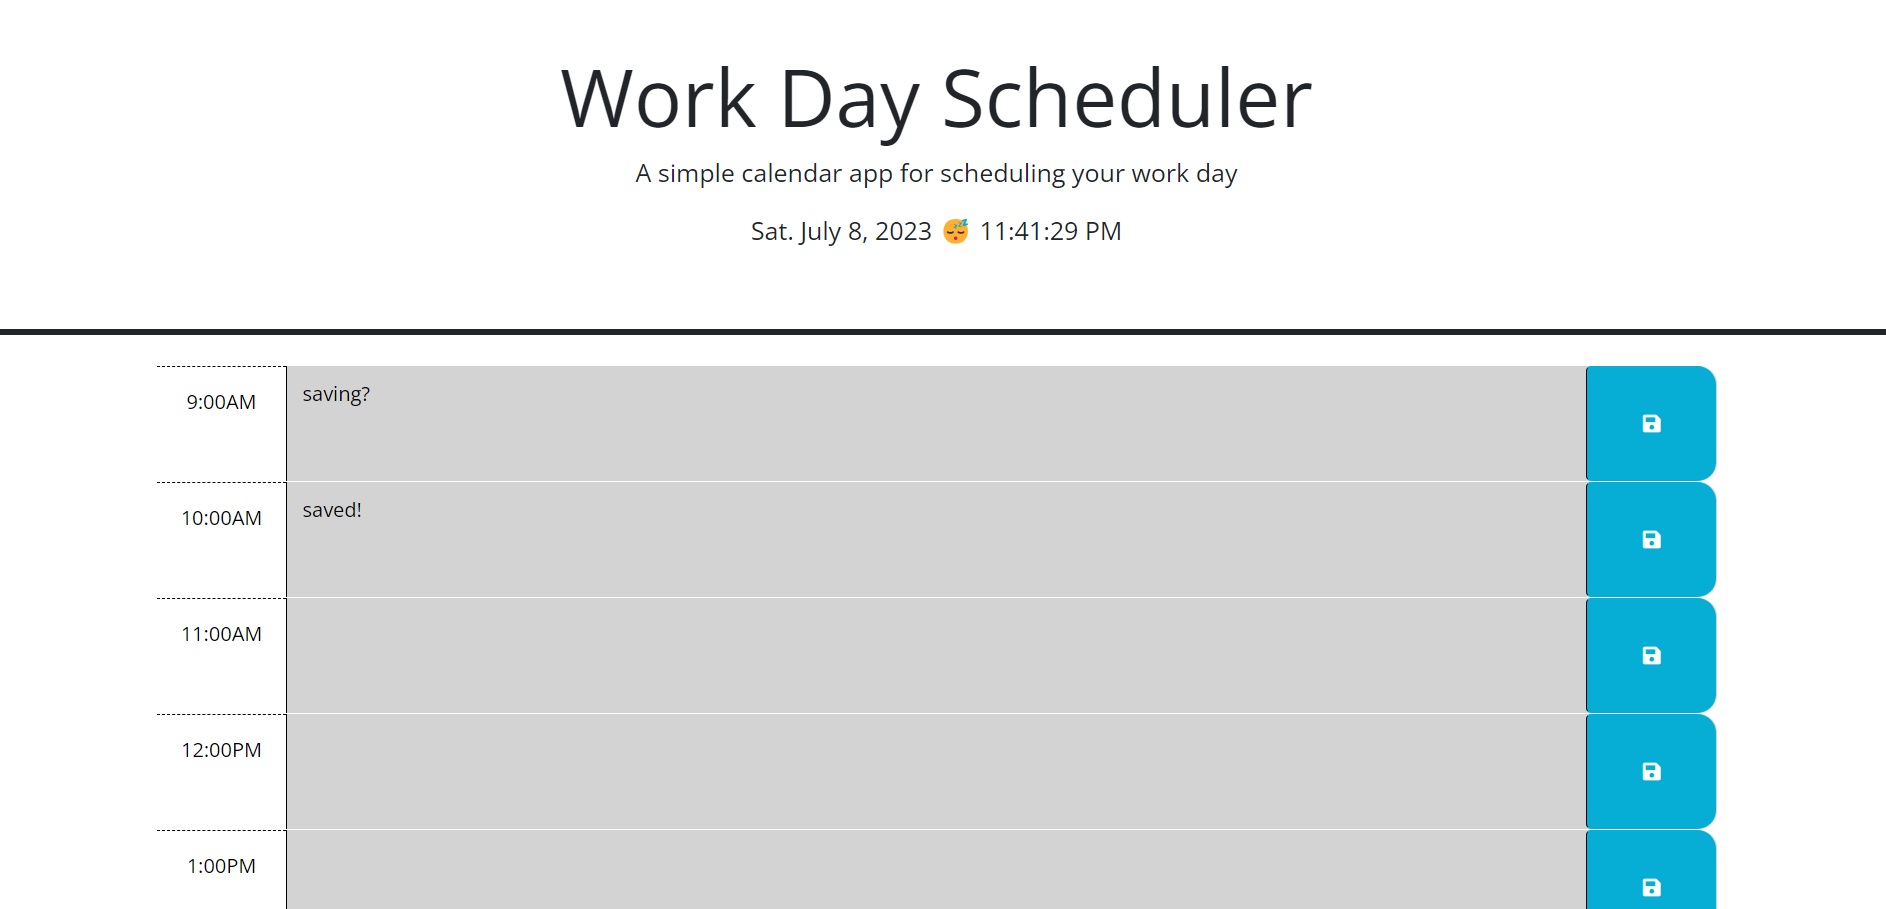 Work Day Scheduler
A simple calendar app for scheduling your work day
Sat. July 8, 2023 😴 11:41:29 PM
9:00AM saving?
10:00AM saved!
11:00AM
12:00PM
1:00PM